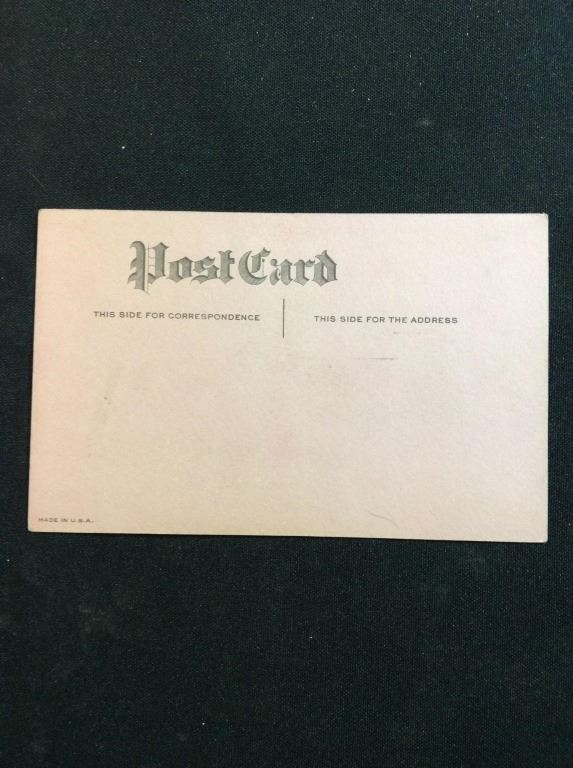 Post Card
THIS SIDE FOR CORRESPONDENCE
THIS SIDE FOR THE ADDRESS
MADE IN U.S.A.